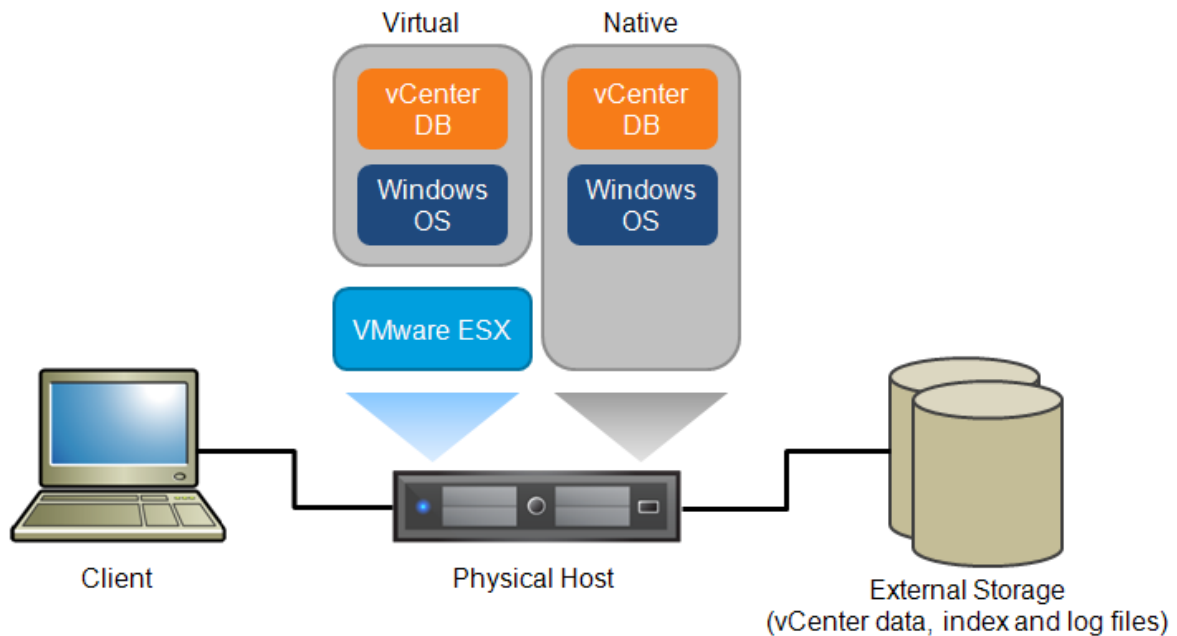 Virtual
Native
vCenter
DB
vCenter
DB
Windows
OS
Windows
OS
VMware ESX
Client
Physical Host
External Storage
(vCenter data, index and log files)